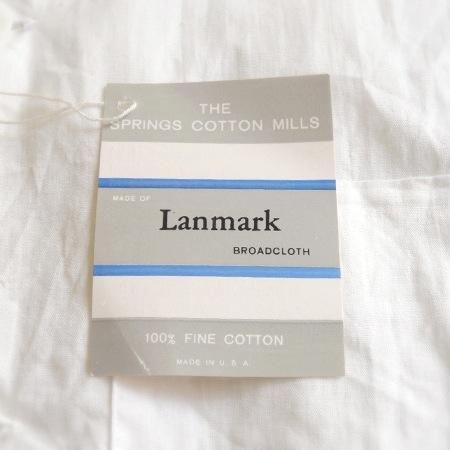 THE
SPRINGS COTTON MILLS
MADE OF
Lanmark
BROADCLOTH
100% FINE COTTON
MADE IN U. S. A.